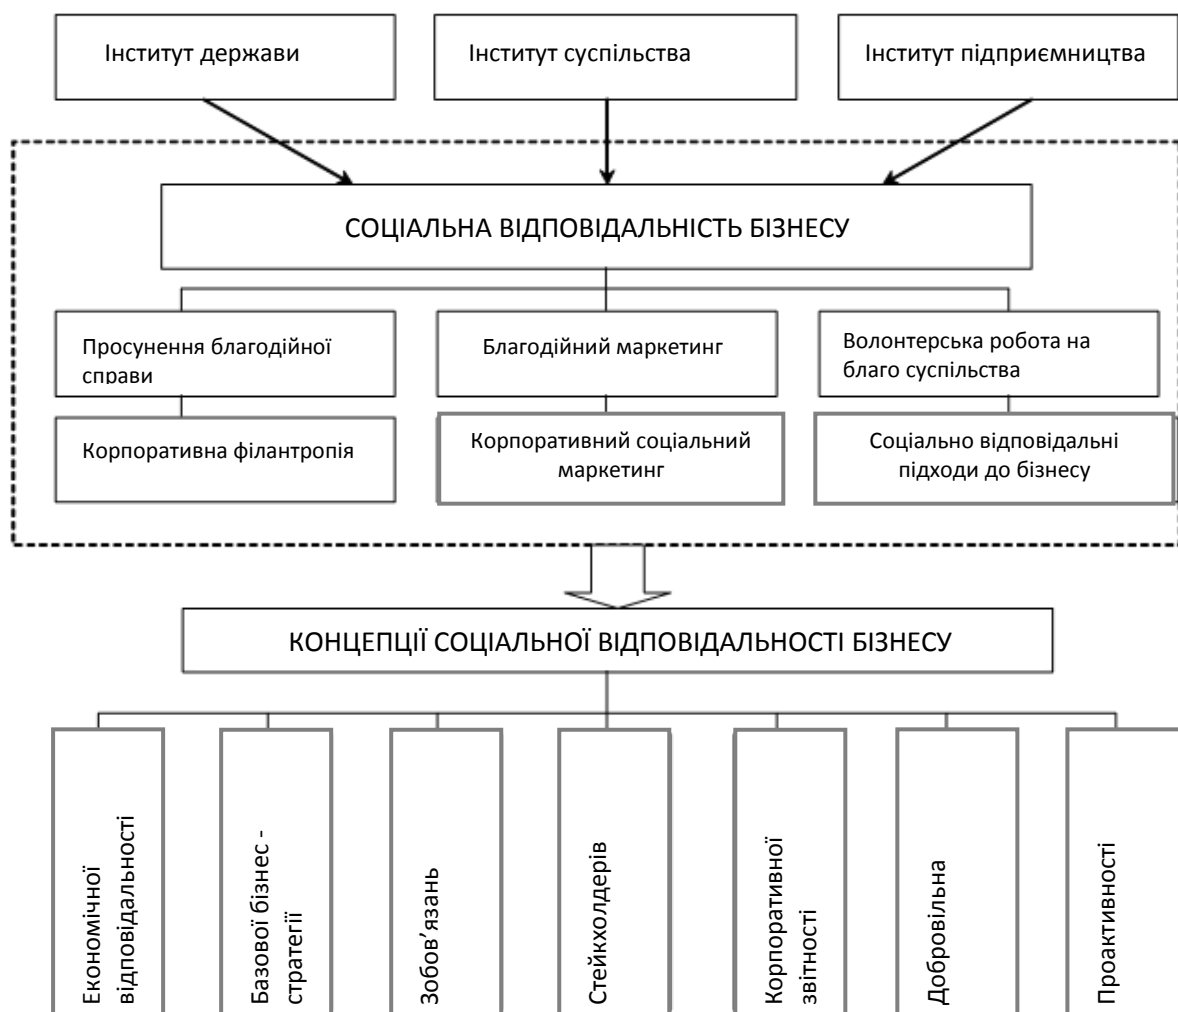 Інститут держави
Інститут суспільства
Інститут підприємництва
СОЦІАЛЬНА ВІДПОВІДАЛЬНІСТЬ БІЗНЕСУ
Просунення благодійної
справи
Благодійний маркетинг
Волонтерська робота на
благо суспільства
Корпоративна філантропія
Корпоративний соціальний
маркетинг
Соціально відповідальні
підходи до бізнесу
КОНЦЕПЦІЇ СОЦІАЛЬНОЇ ВІДПОВІДАЛЬНОСТІ БІЗНЕСУ
Економічної
відповідальності
Базової бізнес -
стратегії
Зобов’язань
Стейкхолдерів
Корпоративної
звітності
Добровільна
Проактивності